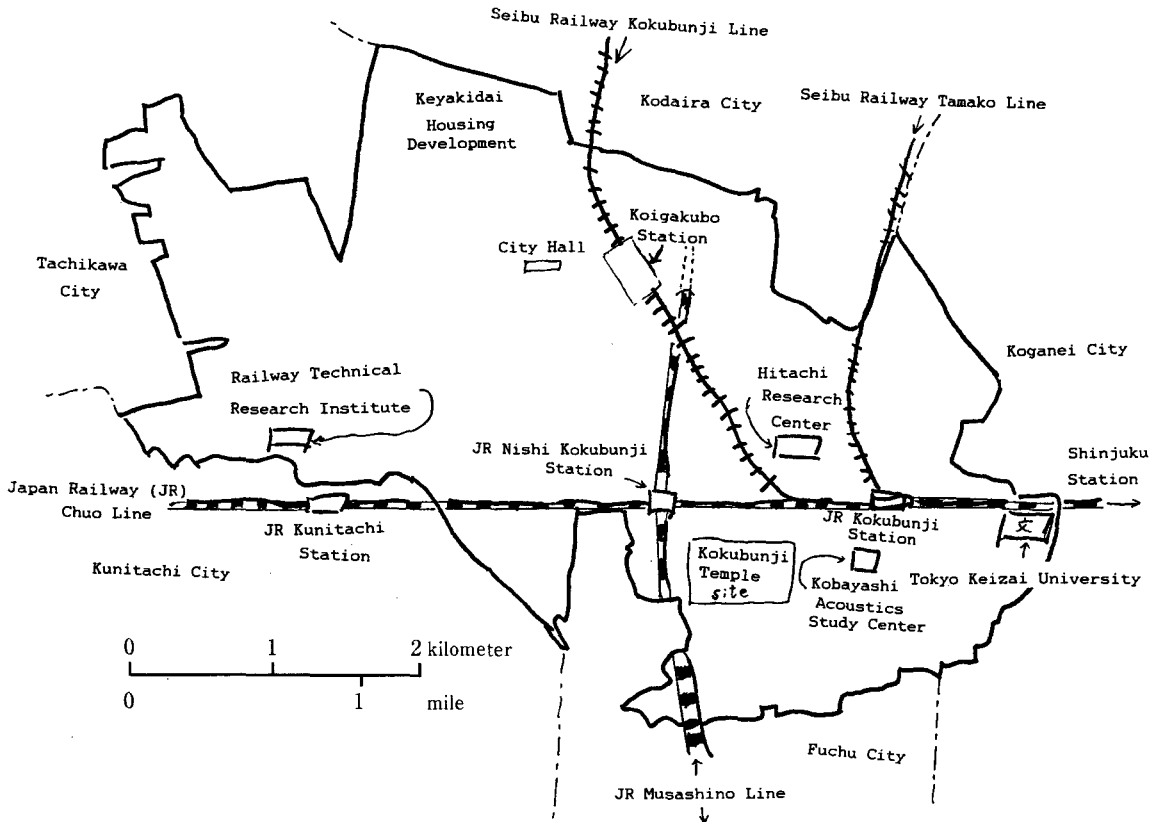 Seibu Railway Kokubunji Line
Keyakidai
Housing
Development
Kodaira City
Seibu Railway Tamako Line
Koigakubo
Station
City Hall
Tachikawa
City
Koganei City
Railway Technical
Research Institute
Hitachi
Research
Center
JR Nishi Kokubunji
Station
Shinjuku
Station
Japan Railway (JR)
Chuo Line
JR Kunitachi
Station
JR Kokubunji
Station
文
Kunitachi City
Kokubunji
Temple
site
Kobayashi
Acoustics
Study Center
Tokyo Keizai University
0 1 2 kilometer
0 1 mile
Fuchu City
JR Musashino Line